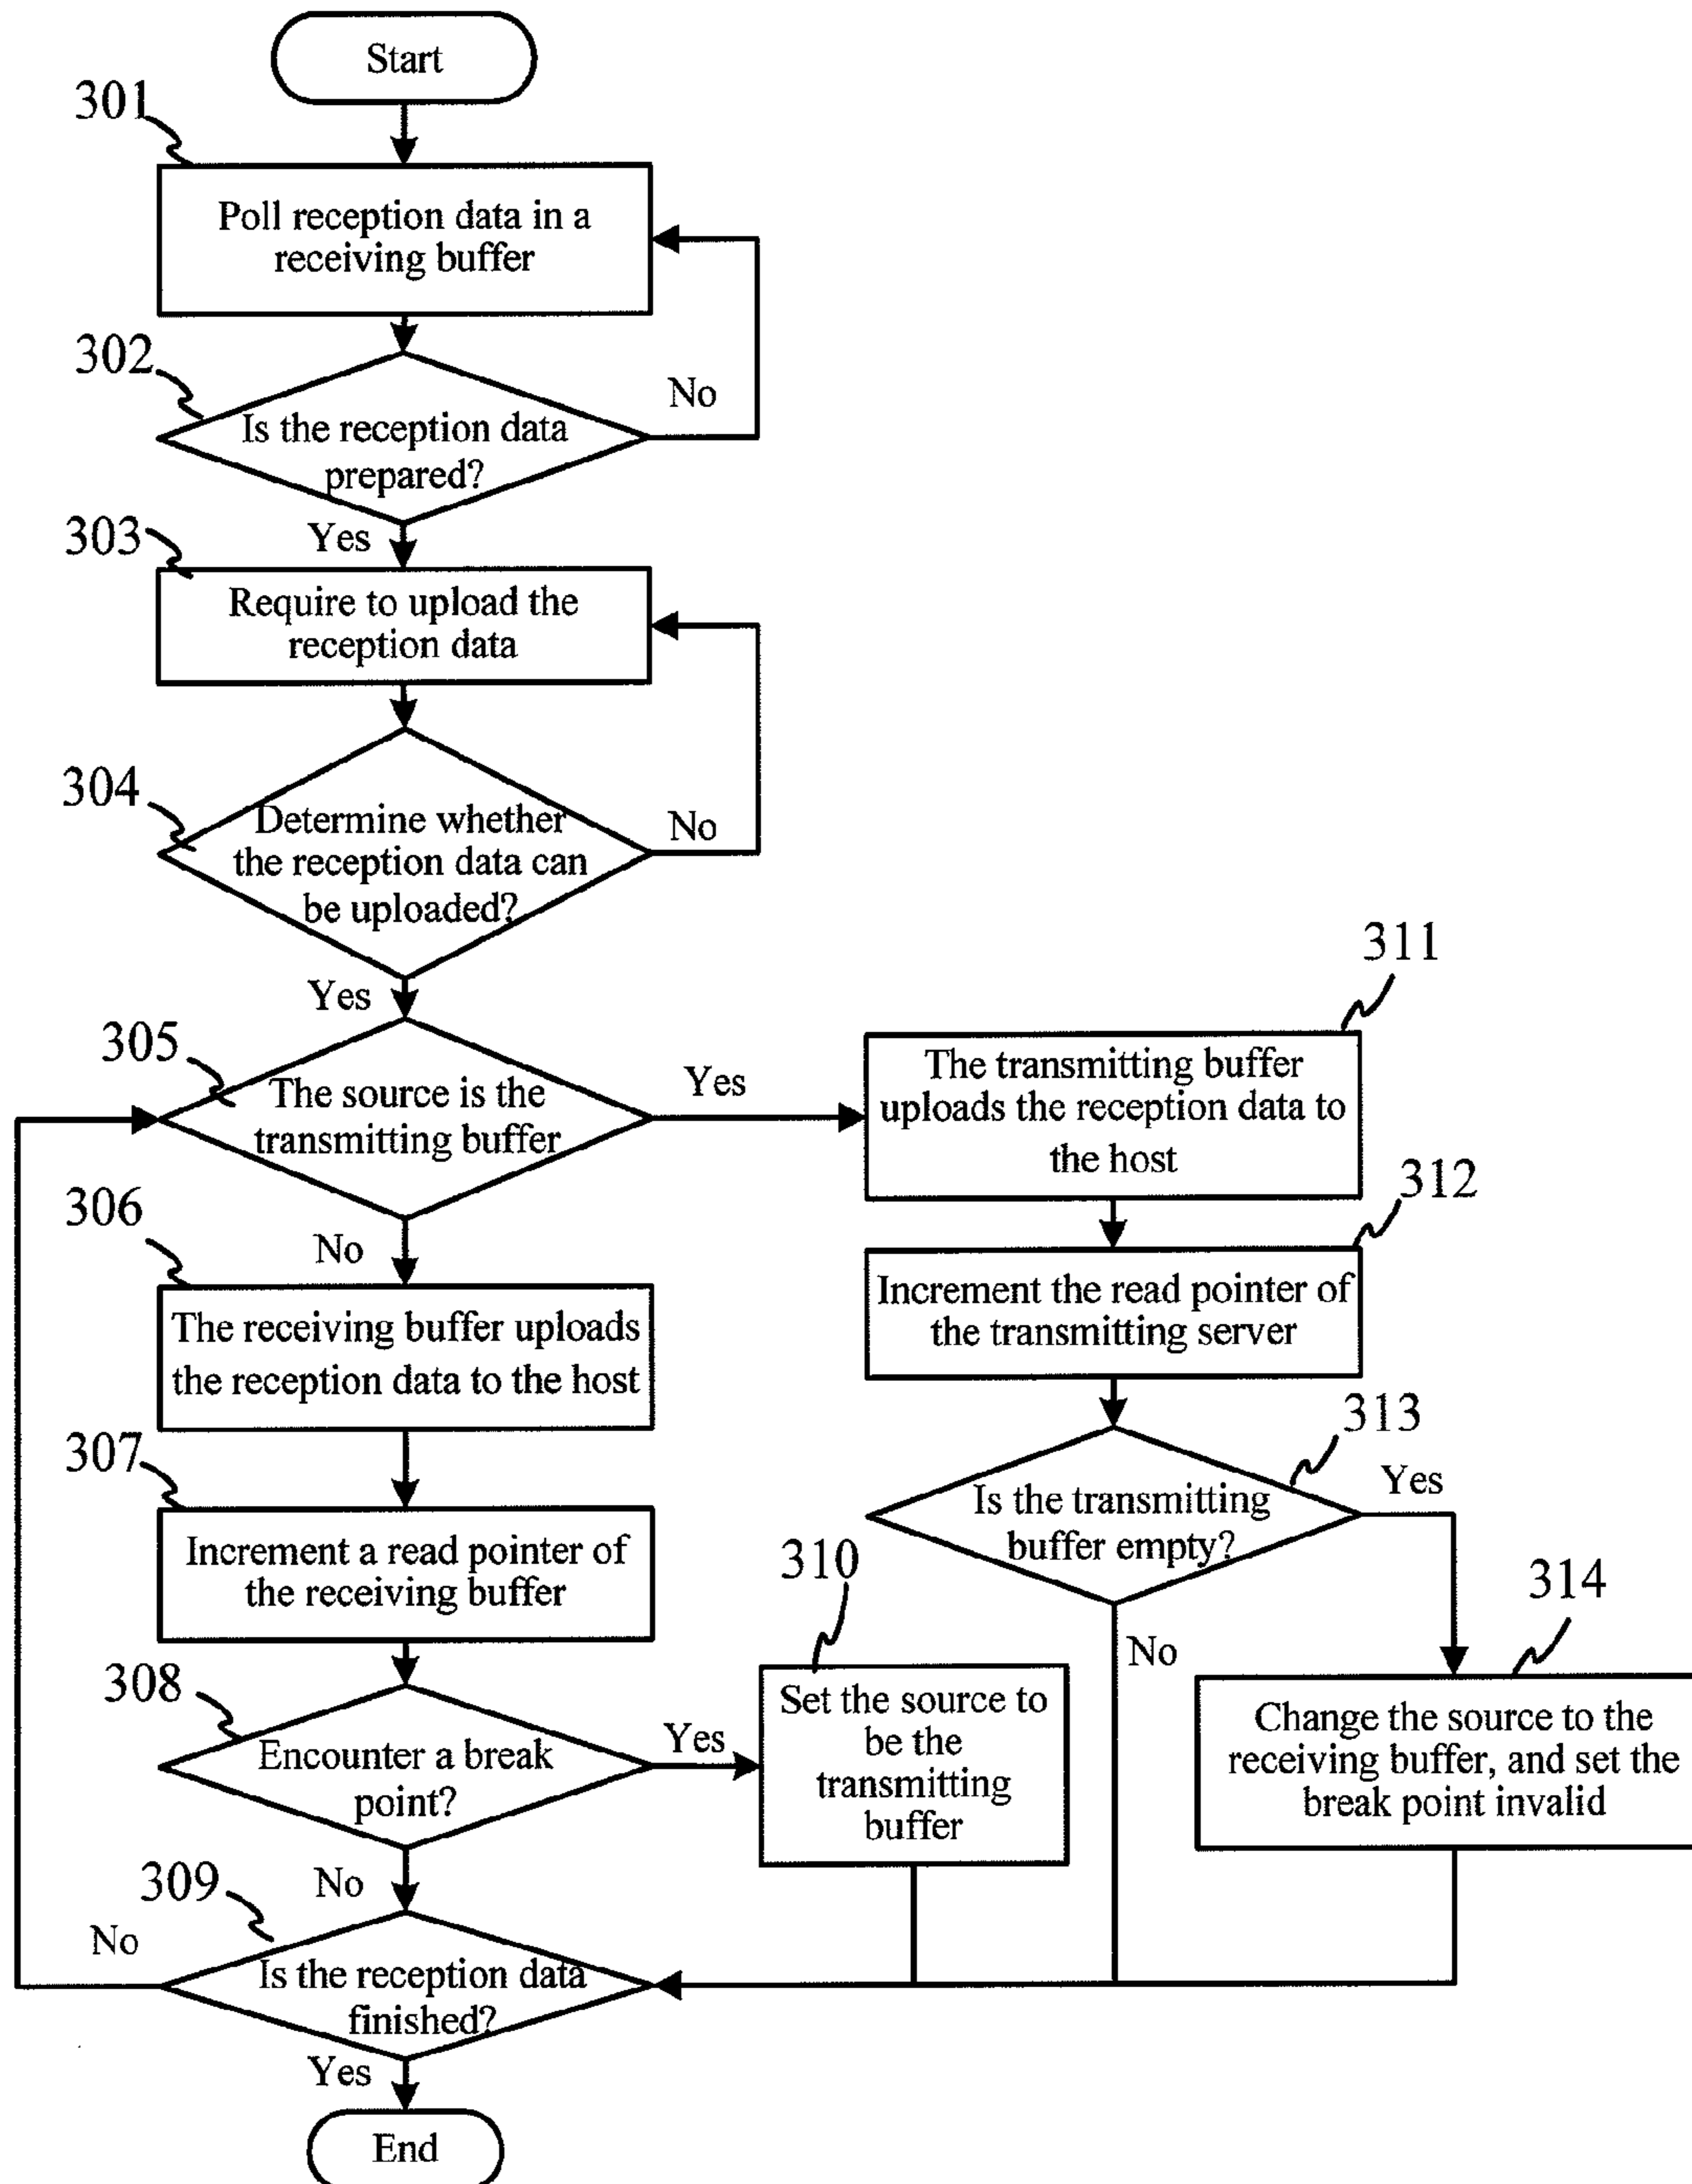 Start
301
Poll reception data in a
receiving buffer
302
No
Is the reception data
prepared?
Yes
303
Require to upload the
reception data
304
Determine whether
the reception data can
be uploaded?
No
Yes
305
The source is the
transmitting buffer
Yes
311
The transmitting buffer
uploads the reception data to
the host
312
Increment the read pointer of
the transmitting server
313
Is the transmitting
buffer empty?
Yes
No
314
Change the source to the
receiving buffer, and set the
break point invalid
No
306
The receiving buffer uploads
the reception data to the host
307
Increment a read pointer of
the receiving buffer
308
Encounter a break
point?
Yes
310
Set the source to
be the
transmitting
buffer
No
309
No
Is the reception data
finished?
Yes
End